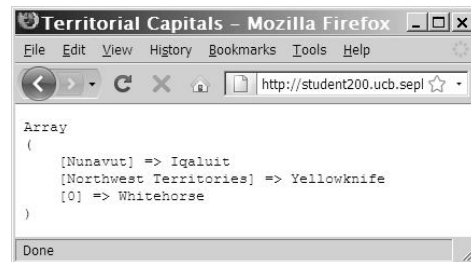 Territorial Capitals - Mozilla Firefox
File Edit View History Bookmarks Tools Help
http://student200.ucb.sepl
Array
(
[Nunavut] => Iqaluit
[Northwest Territories] => Yellowknife
[0] => Whitehorse
)
Done